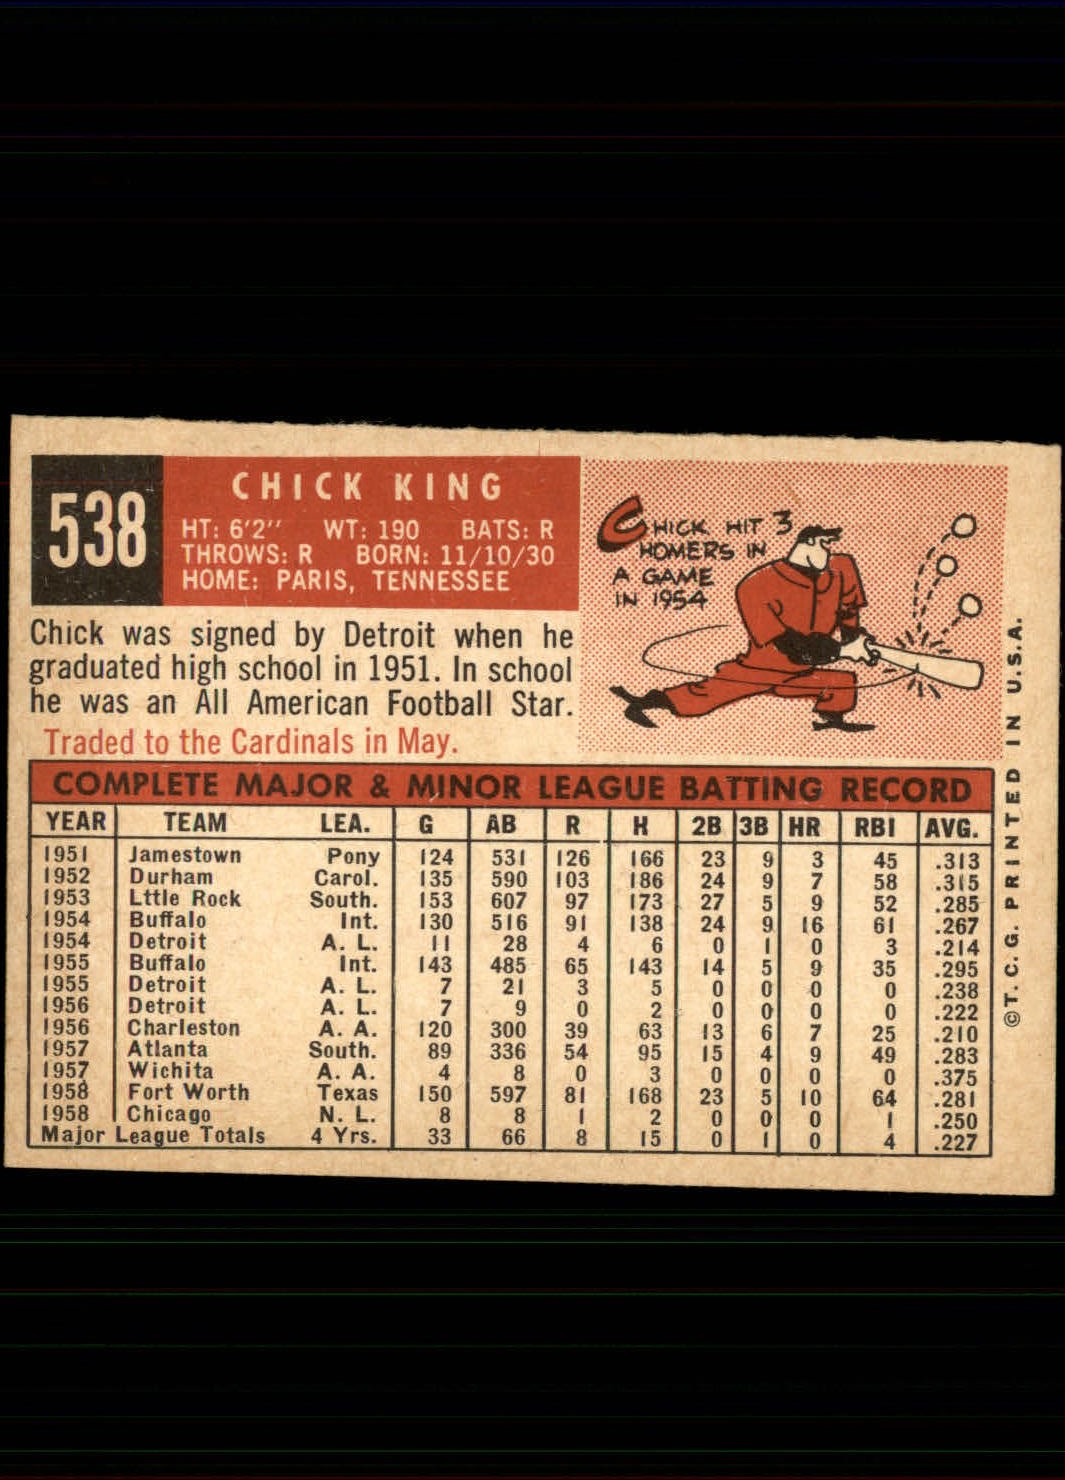 538
CHICK KING
HT: 6'2" WT: 190 BATS: R
THROWS: R BORN: 11/10/30
HOME: PARIS, TENNESSEE
CHICK HIT 3
HOMERS IN
A GAME
IN 1954
Chick was signed by Detroit when he
graduated high school in 1951. In school
he was an All American Football Star.
Traded to the Cardinals in May.
COMPLETE MAJOR & MINOR LEAGUE BATTING RECORD
YEAR TEAM LEA. G AB R H 2B 3B HR RBI AVG.
1951 Jamestown Pony 124 531 126 166 23 9 3 45 .313
1952 Durham Carol. 135 590 103 186 24 9 7 58 .315
1953 Lttle Rock South. 153 607 97 173 27 5 9 52 .285
1954 Buffalo Int. 130 516 91 138 24 9 16 61 .267
1954 Detroit A. L. 11 28 4 6 0 1 0 3 .214
1955 Buffalo Int. 143 485 65 143 14 5 9 35 .295
1955 Detroit A. L. 7 21 3 5 0 0 0 0 .238
1956 Detroit A. L. 7 9 0 2 0 0 0 0 .222
1956 Charleston A. A. 120 300 39 63 13 6 7 25 .210
1957 Atlanta South. 89 336 54 95 15 4 9 49 .283
1957 Wichita A. A. 4 8 0 3 0 0 0 0 .375
1958 Fort Worth Texas 150 597 81 168 23 5 10 64 .281
1958 Chicago N. L. 8 8 1 2 0 0 0 1 .250
Major League Totals 4 Yrs. 33 66 8 15 0 1 0 4 .227
© T. C. G. PRINTED IN U.S.A.